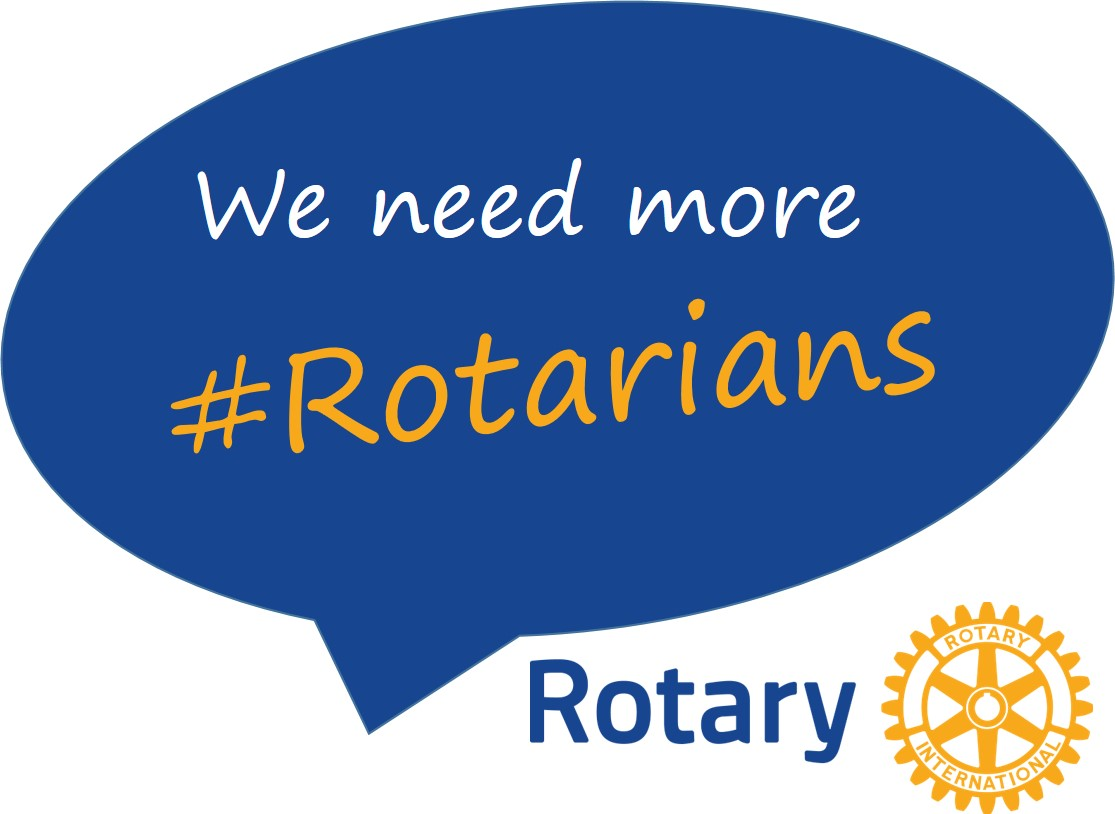 We need more
#Rotarians
Rotary
ROTARY
INTERNATIONAL